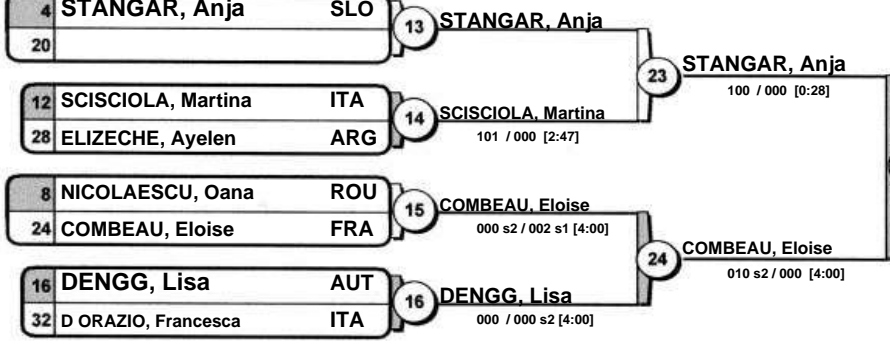 4 STANGAR, Anja SLO
20
13 STANGAR, Anja
12 SCISCIOLA, Martina ITA
28 ELIZECHE, Ayelen ARG
14 SCISCIOLA, Martina
101 / 000 [2:47]
23 STANGAR, Anja
100 / 000 [0:28]
8 NICOLAESCU, Oana ROU
24 COMBEAU, Eloise FRA
15 COMBEAU, Eloise
000 s2 / 002 s1 [4:00]
16 DENGG, Lisa AUT
32 D ORAZIO, Francesca ITA
16 DENGG, Lisa
000 / 000 s2 [4:00]
24 COMBEAU, Eloise
010 s2 / 000 [4:00]